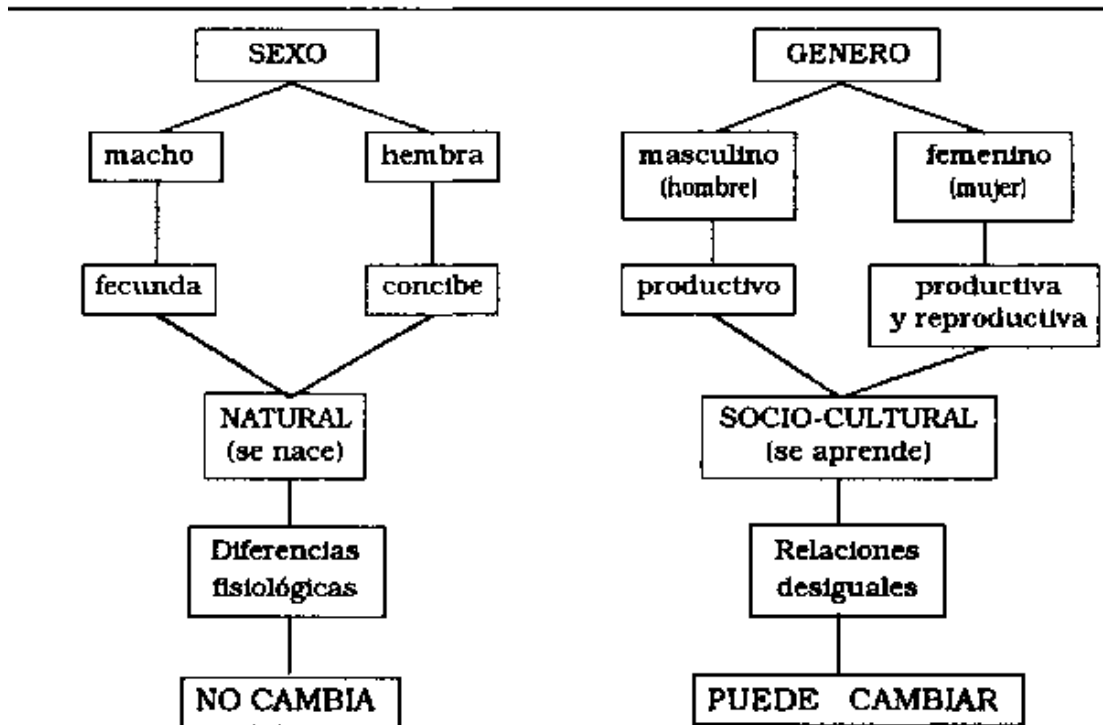 SEXO
GENERO
macho
hembra
masculino
(hombre)
femenino
(mujer)
fecunda
concibe
productivo
productiva
y reproductiva
NATURAL
(se nace)
SOCIO-CULTURAL
(se aprende)
Diferencias
fisiológicas
Relaciones
desiguales
NO CAMBIA
PUEDE CAMBIAR